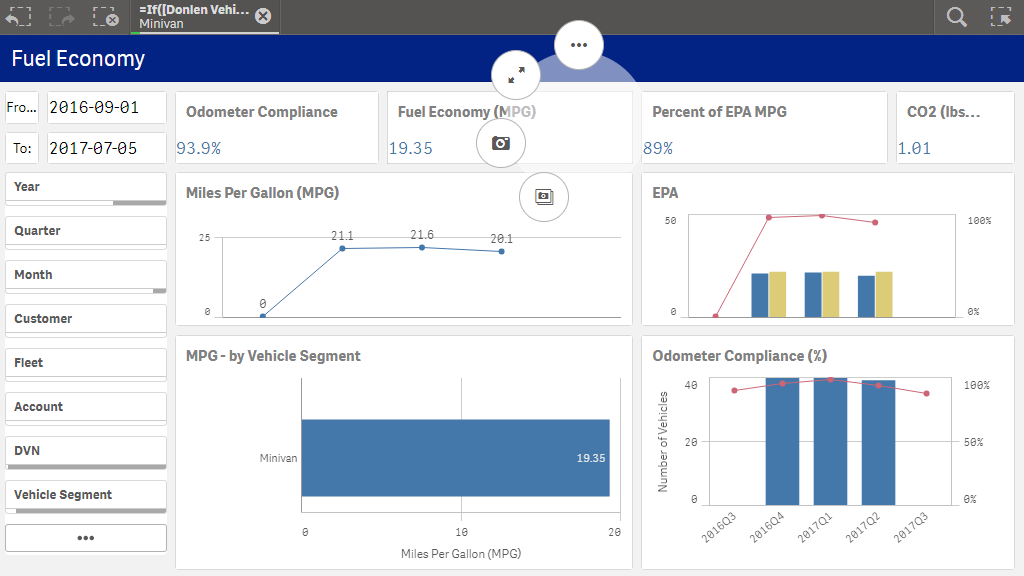 =If([Donlen Vehi...
Minivan
Fuel Economy
Fro... 2016-09-01
To: 2017-07-05
Year
Quarter
Month
Customer
Fleet
Account
DVN
Vehicle Segment
Odometer Compliance
93.9%
Fuel Economy (MPG)
19.35
Percent of EPA MPG
89%
CO2 (lbs...
1.01
Miles Per Gallon (MPG)
25
0
0
21.1
21.6
20.1
EPA
50
0
100%
0%
MPG - by Vehicle Segment
Minivan
19.35
0
10
20
Miles Per Gallon (MPG)
Odometer Compliance (%)
Number of Vehicles
40
20
0
100%
50%
0%
2016Q3
2016Q4
2017Q1
2017Q2
2017Q3